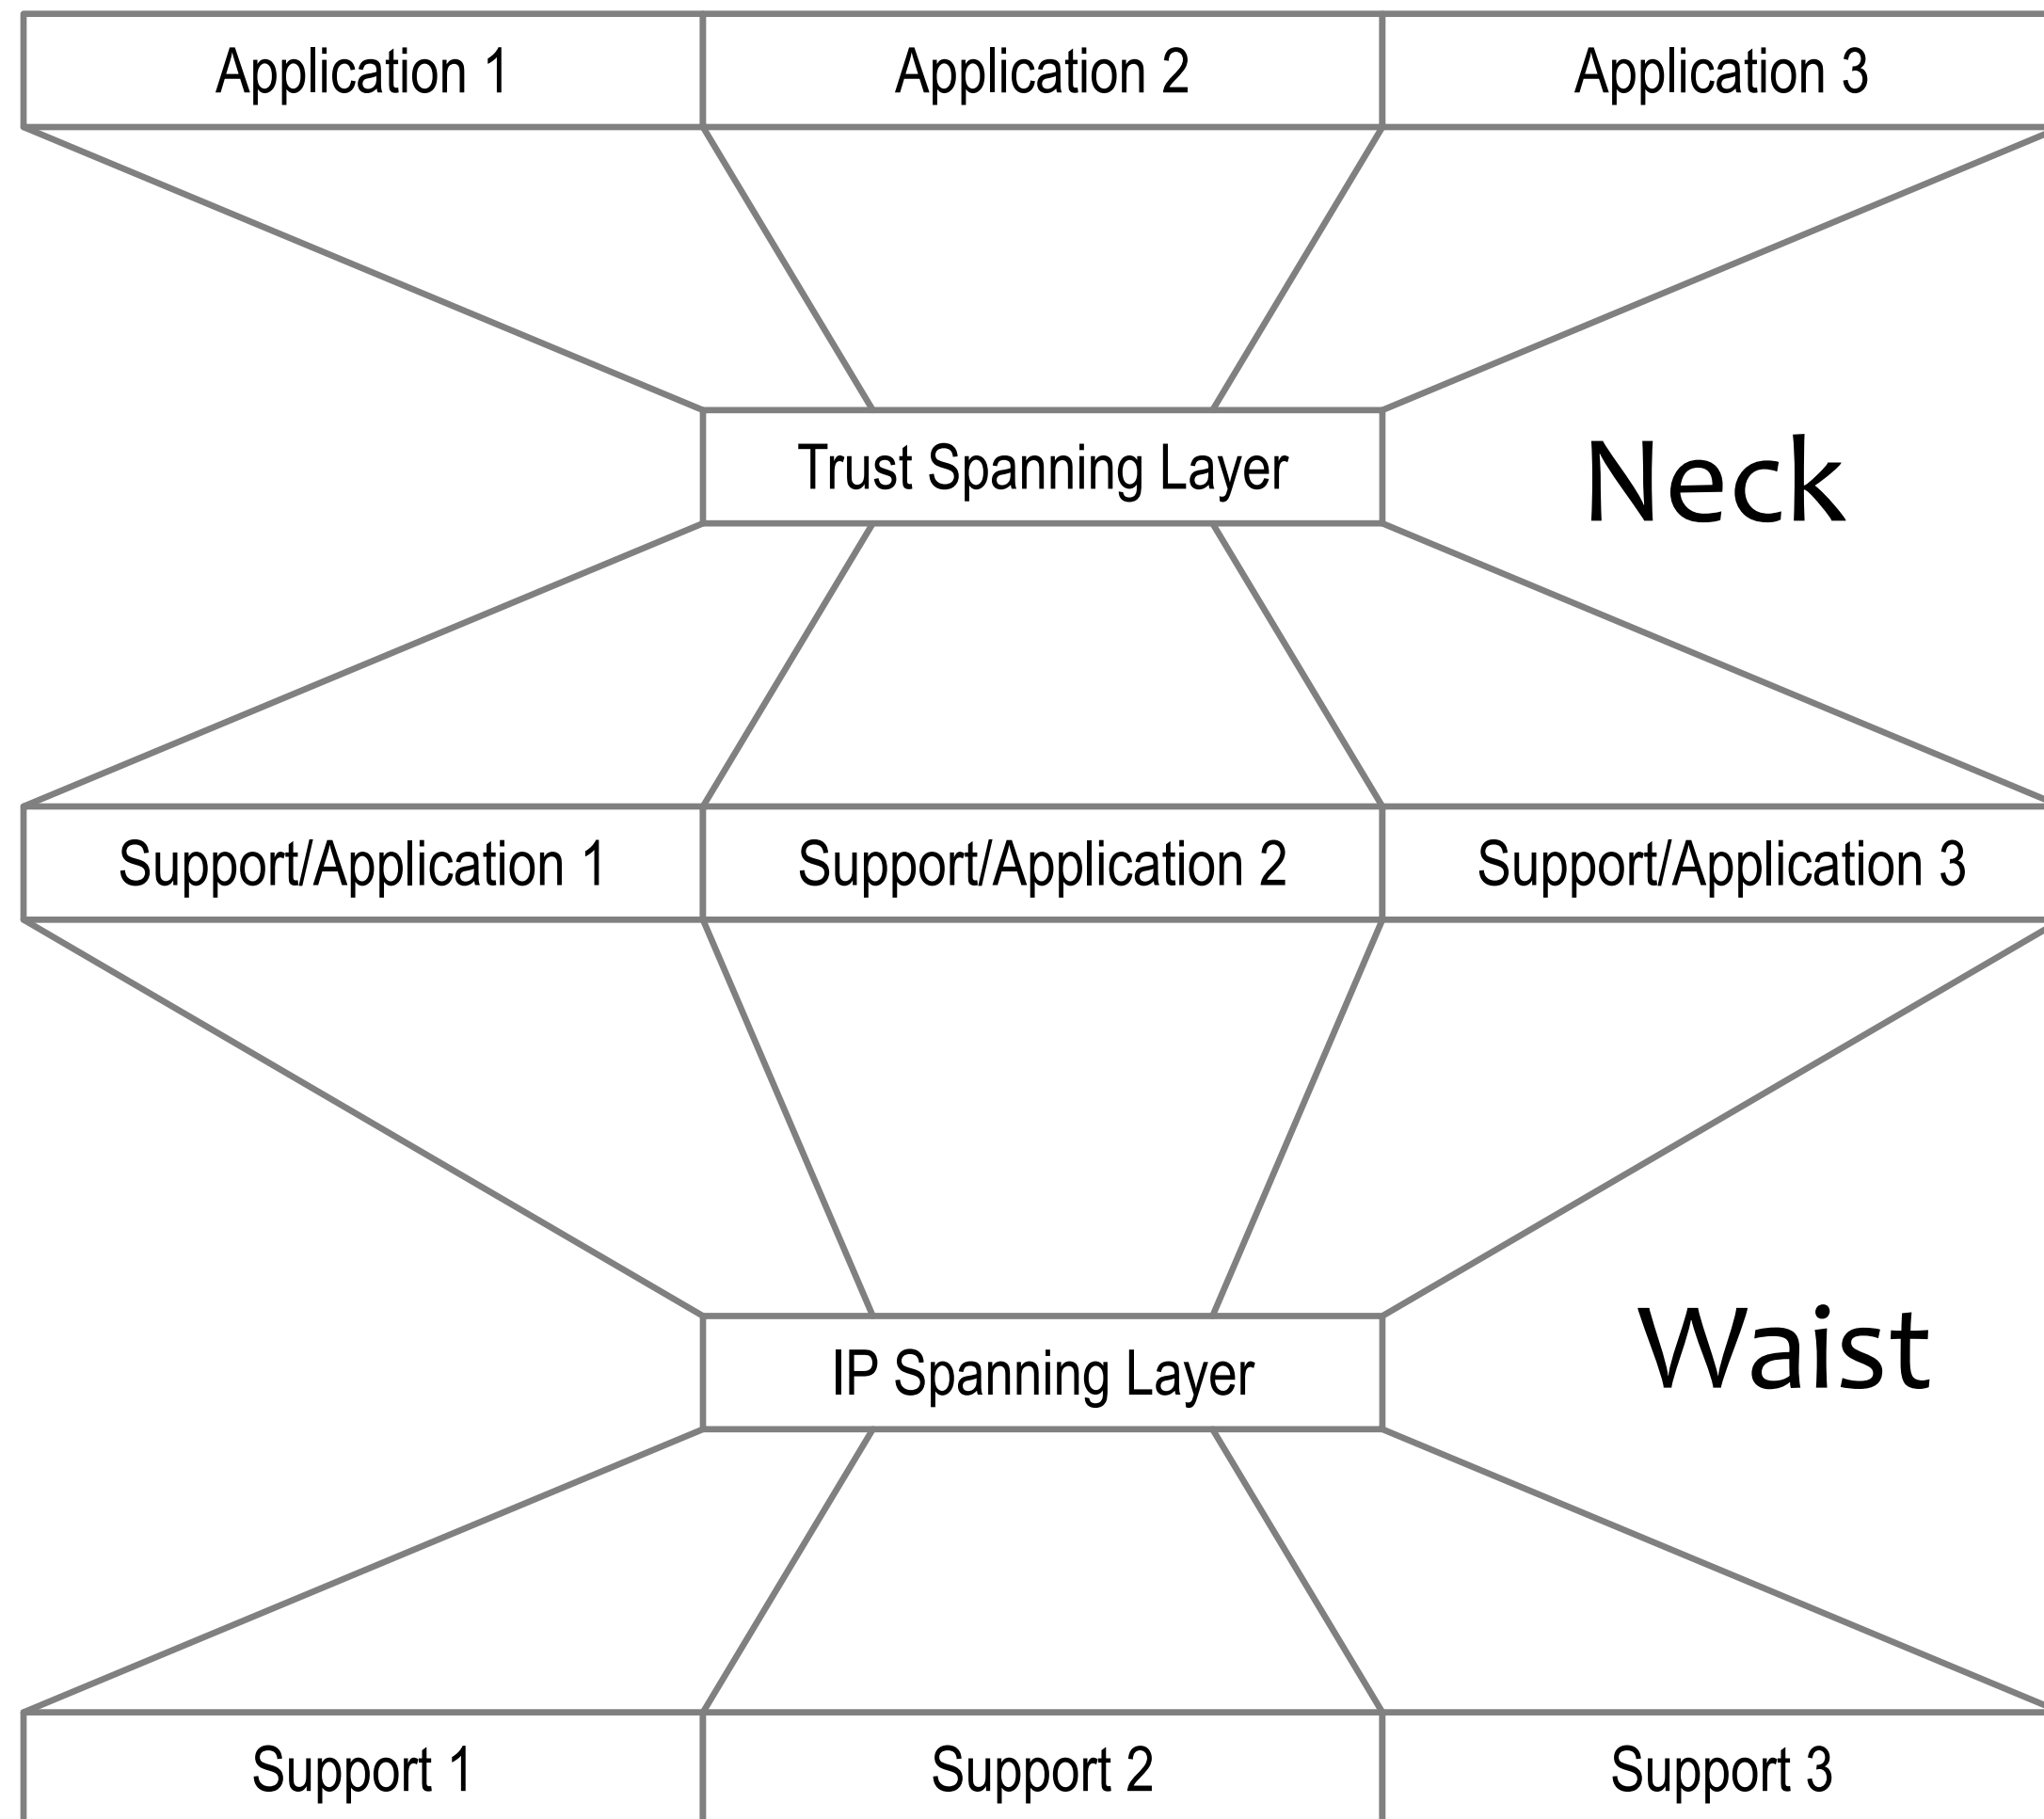 Application 1
Application 2
Application 3
Trust Spanning Layer
Neck
Support/Application 1
Support/Application 2
Support/Application 3
IP Spanning Layer
Waist
Support 1
Support 2
Support 3